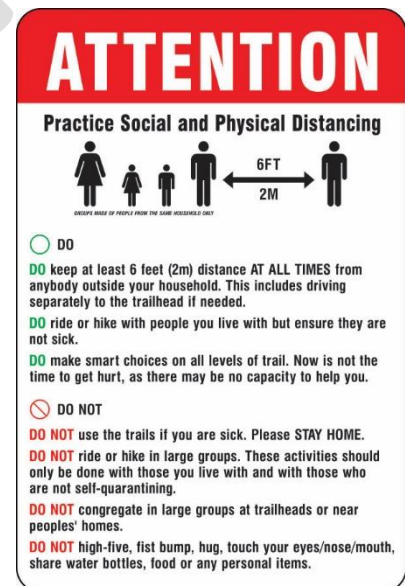 ATTENTION
Practice Social and Physical Distancing
6FT
2M
GROUPS MADE OF PEOPLE FROM THE SAME HOUSEHOLD ONLY
DO
DO keep at least 6 feet (2m) distance AT ALL TIMES from
anybody outside your household. This includes driving
separately to the trailhead if needed.
DO ride or hike with people you live with but ensure they are
not sick.
DO make smart choices on all levels of trail. Now is not the
time to get hurt, as there may be no capacity to help you.
DO NOT
DO NOT use the trails if you are sick. Please STAY HOME.
DO NOT ride or hike in large groups. These activities should
only be done with those you live with and with those who
are not self-quarantining.
DO NOT congregate in large groups at trailheads or near
peoples' homes.
DO NOT high-five, fist bump, hug, touch your eyes/nose/mouth,
share water bottles, food or any personal items.